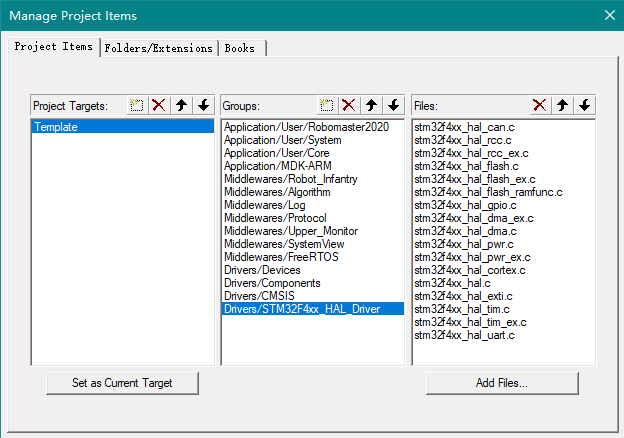 Manage Project Items
Project Items Folders/Extensions Books
Project Targets: Groups: Files:
Template
Application/User/Robomaster2020
Application/User/System
Application/User/Core
Application/MDK-ARM
Middlewares/Robot_Infantry
Middlewares/Algorithm
Middlewares/Log
Middlewares/Protocol
Middlewares/Upper_Monitor
Middlewares/SystemView
Middlewares/FreeRTOS
Drivers/Devices
Drivers/Components
Drivers/CMSIS
Drivers/STM32F4xx_HAL_Driver
stm32f4xx_hal_can.c
stm32f4xx_hal_rcc.c
stm32f4xx_hal_rcc_ex.c
stm32f4xx_hal_flash.c
stm32f4xx_hal_flash_ex.c
stm32f4xx_hal_flash_ramfunc.c
stm32f4xx_hal_gpio.c
stm32f4xx_hal_dma_ex.c
stm32f4xx_hal_dma.c
stm32f4xx_hal_pwr.c
stm32f4xx_hal_pwr_ex.c
stm32f4xx_hal_cortex.c
stm32f4xx_hal.c
stm32f4xx_hal_exti.c
stm32f4xx_hal_tim.c
stm32f4xx_hal_tim_ex.c
stm32f4xx_hal_uart.c
Set as Current Target Add Files...